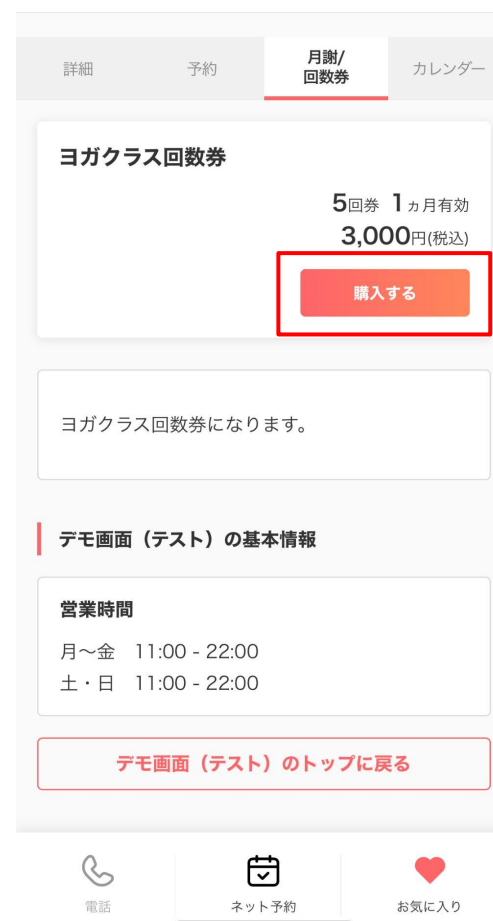 詳細
予約
月謝/
回数券
カレンダー
ヨガクラス回数券
5回券 1ヵ月有効
3,000円(税込)
購入する
ヨガクラス回数券になります。
デモ画面（テスト）の基本情報
営業時間
月〜金 11:00 - 22:00
土・日 11:00 - 22:00
デモ画面（テスト）のトップに戻る
電話
ネット予約
お気に入り